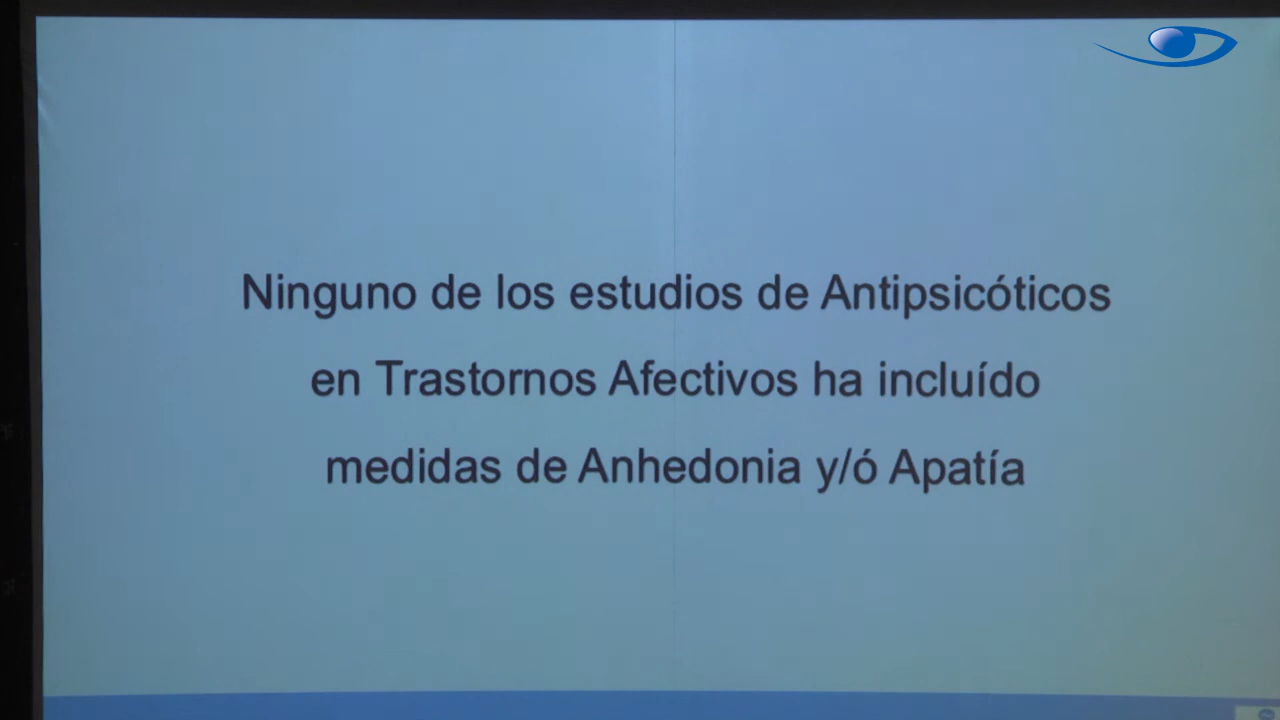 Ninguno de los estudios de Antipsicóticos
en Trastornos Afectivos ha incluído
medidas de Anhedonia y/ó Apatía